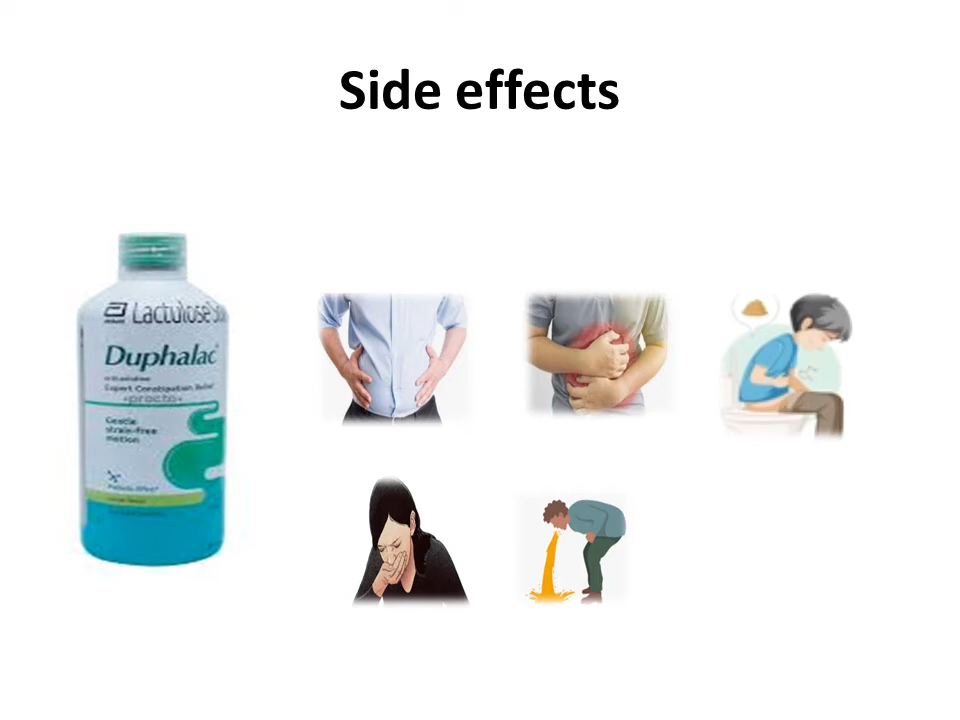 Side effects
Lactulose
Duphalac
Expert Constipation Relief
Gentle
strain-free
motion